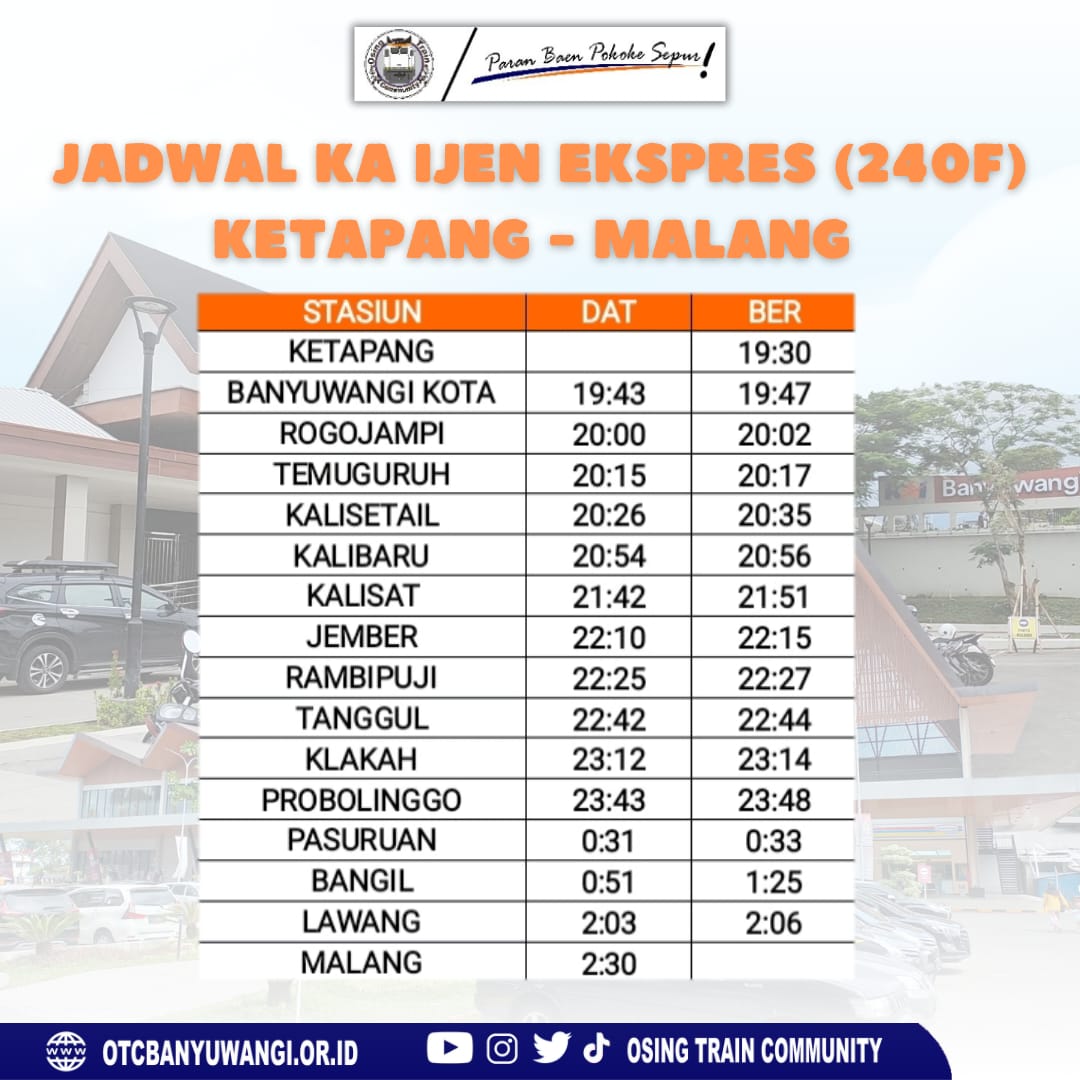 Osing Train
Community
Paran Baen Pokoke Sepur!
JADWAL KA IJEN EKSPRES (240F)
KETAPANG - MALANG
STASIUN DAT BER
KETAPANG 19:30
BANYUWANGI KOTA 19:43 19:47
ROGOJAMPI 20:00 20:02
TEMUGURUH 20:15 20:17
KALISETAIL 20:26 20:35
KALIBARU 20:54 20:56
KALISAT 21:42 21:51
JEMBER 22:10 22:15
RAMBIPUJI 22:25 22:27
TANGGUL 22:42 22:44
KLAKAH 23:12 23:14
PROBOLINGGO 23:43 23:48
PASURUAN 0:31 0:33
BANGIL 0:51 1:25
LAWANG 2:03 2:06
MALANG 2:30
WWW OTCBANYUWANGI.OR.ID OSING TRAIN COMMUNITY